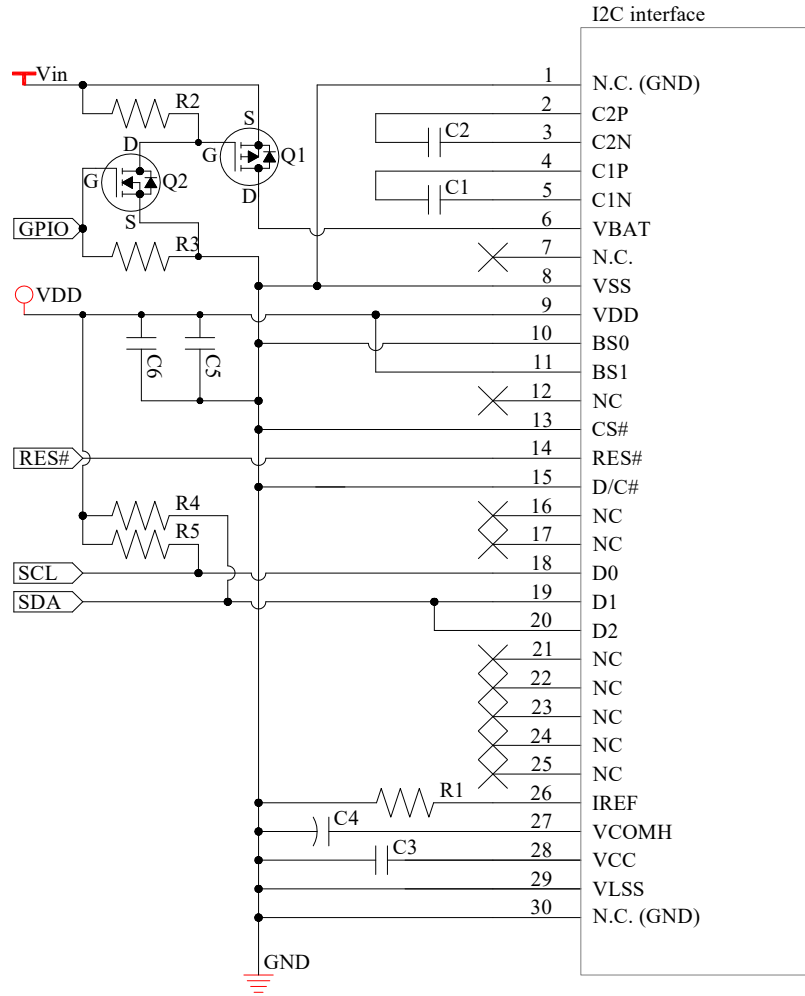 I2C interface
Vin
R2
S
G
Q1
D
D
G
Q2
S
GPIO
R3
VDD
C6
C5
RES#
R4
R5
SCL
SDA
C2
C1
R1
C4
C3
GND
1 N.C. (GND)
2 C2P
3 C2N
4 C1P
5 C1N
6 VBAT
7 N.C.
8 VSS
9 VDD
10 BS0
11 BS1
12 NC
13 CS#
14 RES#
15 D/C#
16 NC
17 NC
18 D0
19 D1
20 D2
21 NC
22 NC
23 NC
24 NC
25 NC
26 IREF
27 VCOMH
28 VCC
29 VLSS
30 N.C. (GND)